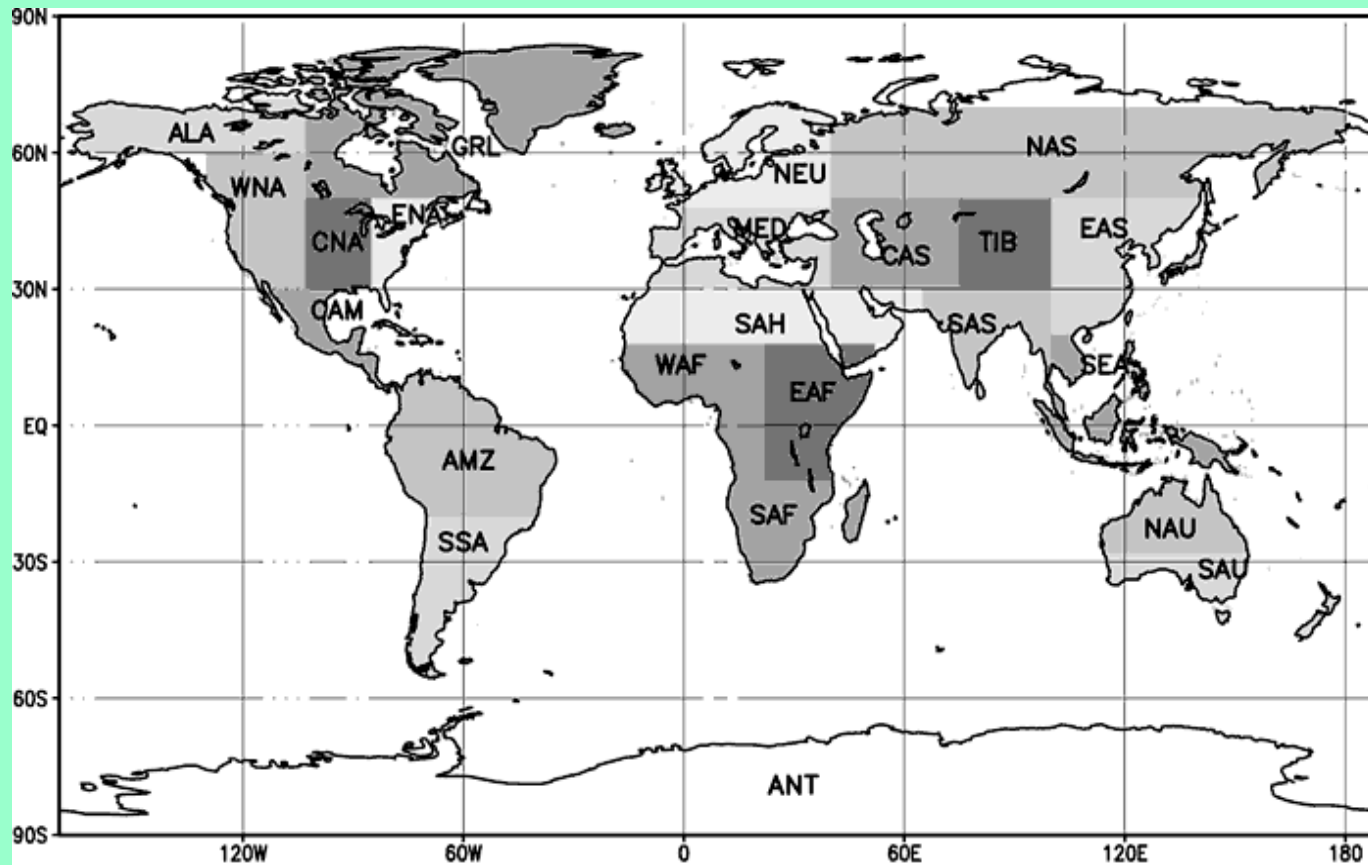 90N
ALA
GRL
NAS
60N
WNA
NEU
ENA
CNA
MED
CAS
TIB
EAS
30N
CAM
SAH
SAS
WAF
SEA
EAF
EQ
AMZ
SAF
NAU
SSA
30S
SAU
60S
ANT
90S
120W
60W
0
60E
120E
180